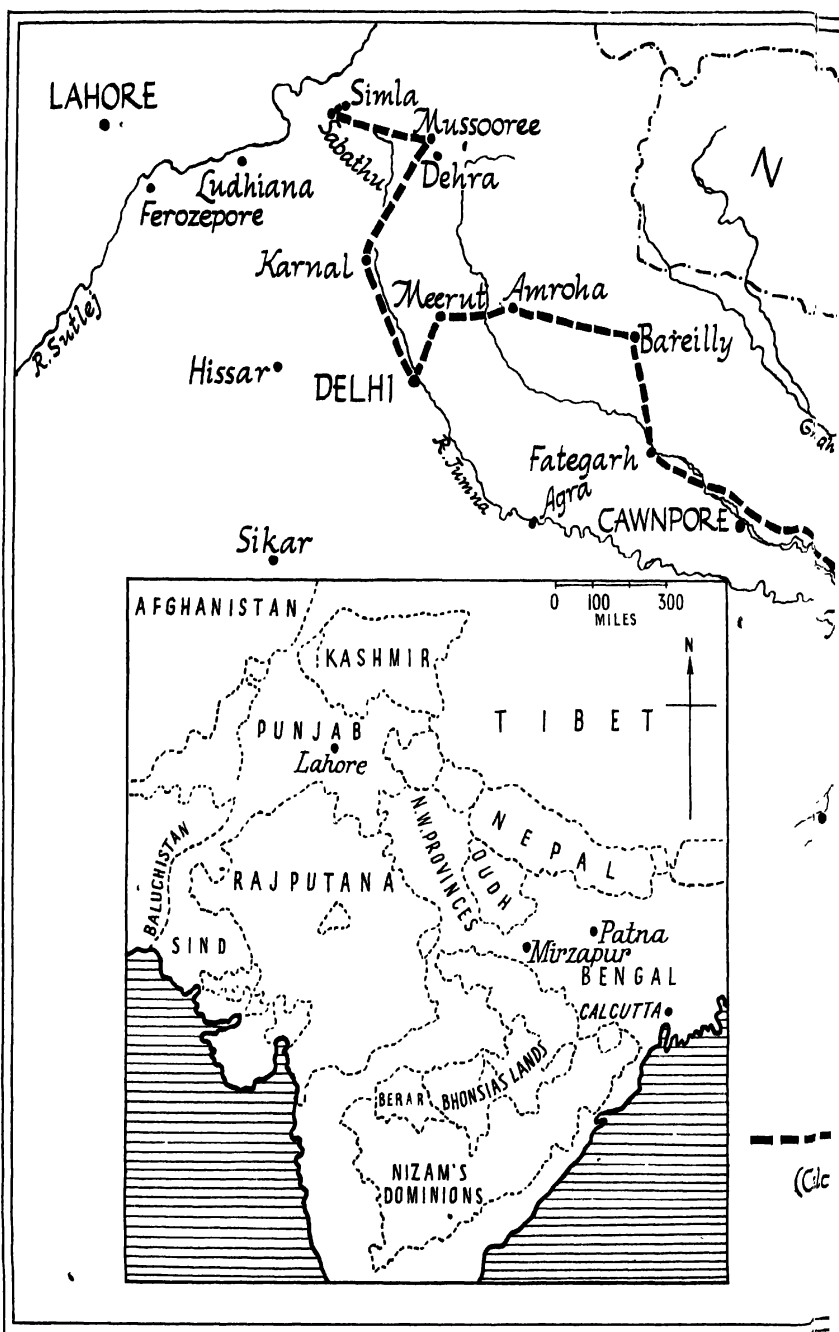 Simla
LAHORE
Mussooree
Sabathu
Dehra
N
Ludhiana
Ferozepore
Karnal
Meerut
Amroha
R. Sutlej
Bareilly
Hissar
DELHI
R. Jumna
Fategarh
Agra
CAWNPORE
Sikar
AFGHANISTAN
0 100 300
MILES
N
KASHMIR
TIBET
PUNJAB
Lahore
NEPAL
N.W. PROVINCES
OUDH
BALUCHISTAN
RAJPUTANA
SIND
Patna
Mirzapur
BENGAL
CALCUTTA
BHONSIAS LANDS
BERAR
NIZAM'S
DOMINIONS